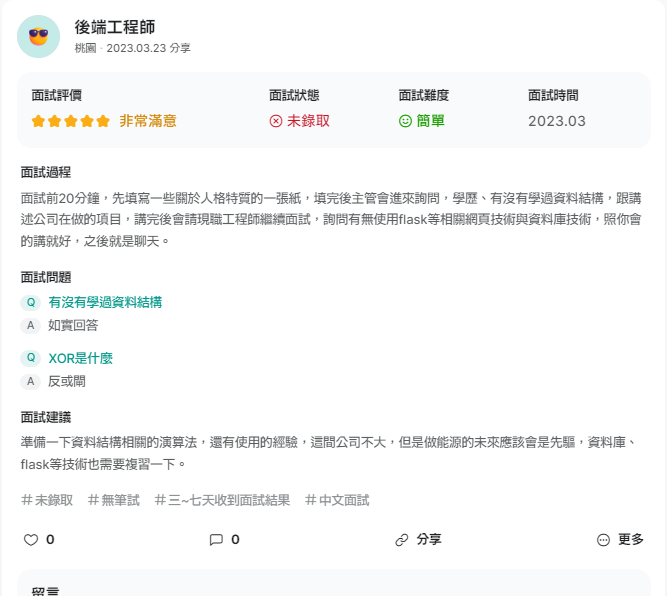 後端工程師
桃園 · 2023.03.23 分享
面試評價
面試狀態
面試難度
面試時間
非常滿意
未錄取
簡單
2023.03
面試過程
面試前20分鐘，先填寫一些關於人格特質的一張紙，填完後主管會進來詢問，學歷、有沒有學過資料結構，跟講
述公司在做的項目，講完後會請現職工程師繼續面試，詢問有無使用flask等相關網頁技術與資料庫技術，照你會
的講就好，之後就是聊天。
面試問題
Q 有沒有學過資料結構
A 如實回答
Q XOR是什麼
A 反或閘
面試建議
準備一下資料結構相關的演算法，還有使用的經驗，這間公司不大，但是做能源的未來應該會是先驅，資料庫、
flask等技術也需要複習一下。
#未錄取 #無筆試 #三~七天收到面試結果 #中文面試
0
0
分享
更多
留言